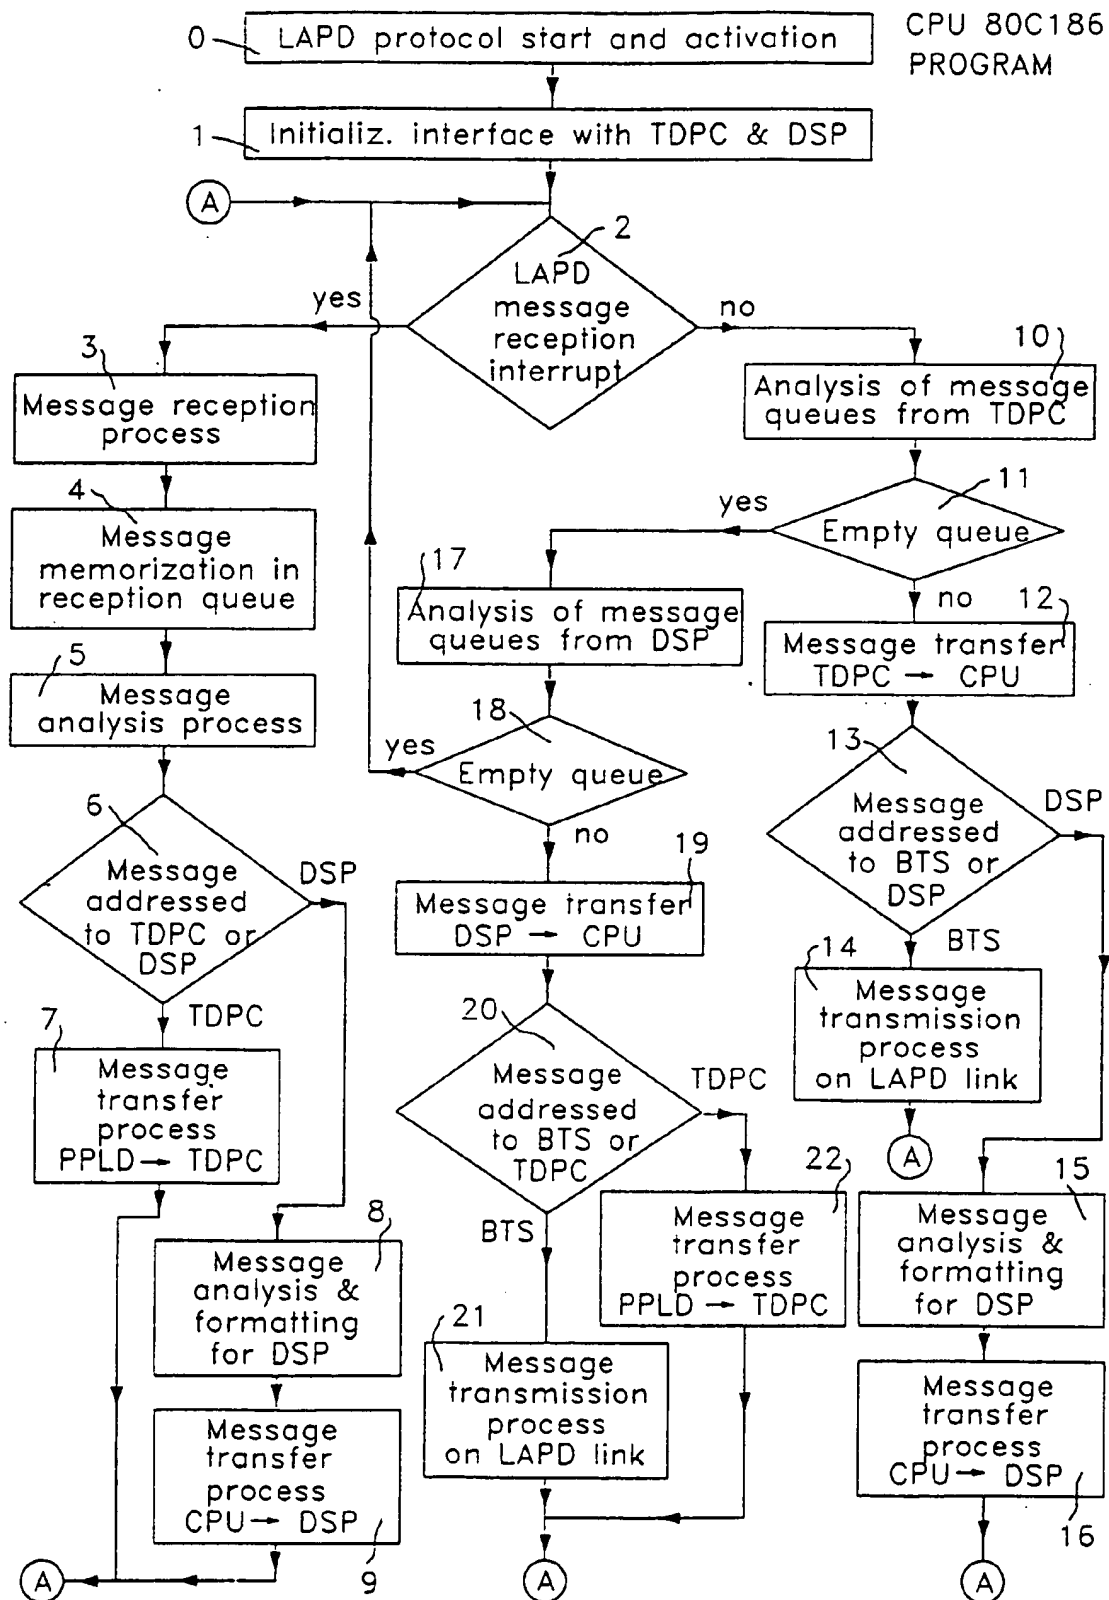 CPU 80C186
PROGRAM
0
LAPD protocol start and activation
1
Initializ. interface with TDPC & DSP
A
2
LAPD
message
reception
interrupt
yes
no
3
Message reception
process
4
Message
memorization in
reception queue
5
Message
analysis process
6
Message
addressed
to TDPC or
DSP
DSP
TDPC
7
Message
transfer
process
PPLD → TDPC
8
Message
analysis &
formatting
for DSP
Message
transfer
process
CPU → DSP
9
A
10
Analysis of message
queues from TDPC
11
Empty queue
yes
no
12
Message transfer
TDPC → CPU
13
Message
addressed
to BTS or
DSP
DSP
BTS
14
Message
transmission
process
on LAPD link
A
15
Message
analysis &
formatting
for DSP
Message
transfer
process
CPU → DSP
16
A
17
Analysis of message
queues from DSP
18
Empty queue
yes
no
19
Message transfer
DSP → CPU
20
Message
addressed
to BTS or
TDPC
TDPC
BTS
21
Message
transmission
process
on LAPD link
22
Message
transfer
process
PPLD → TDPC
A